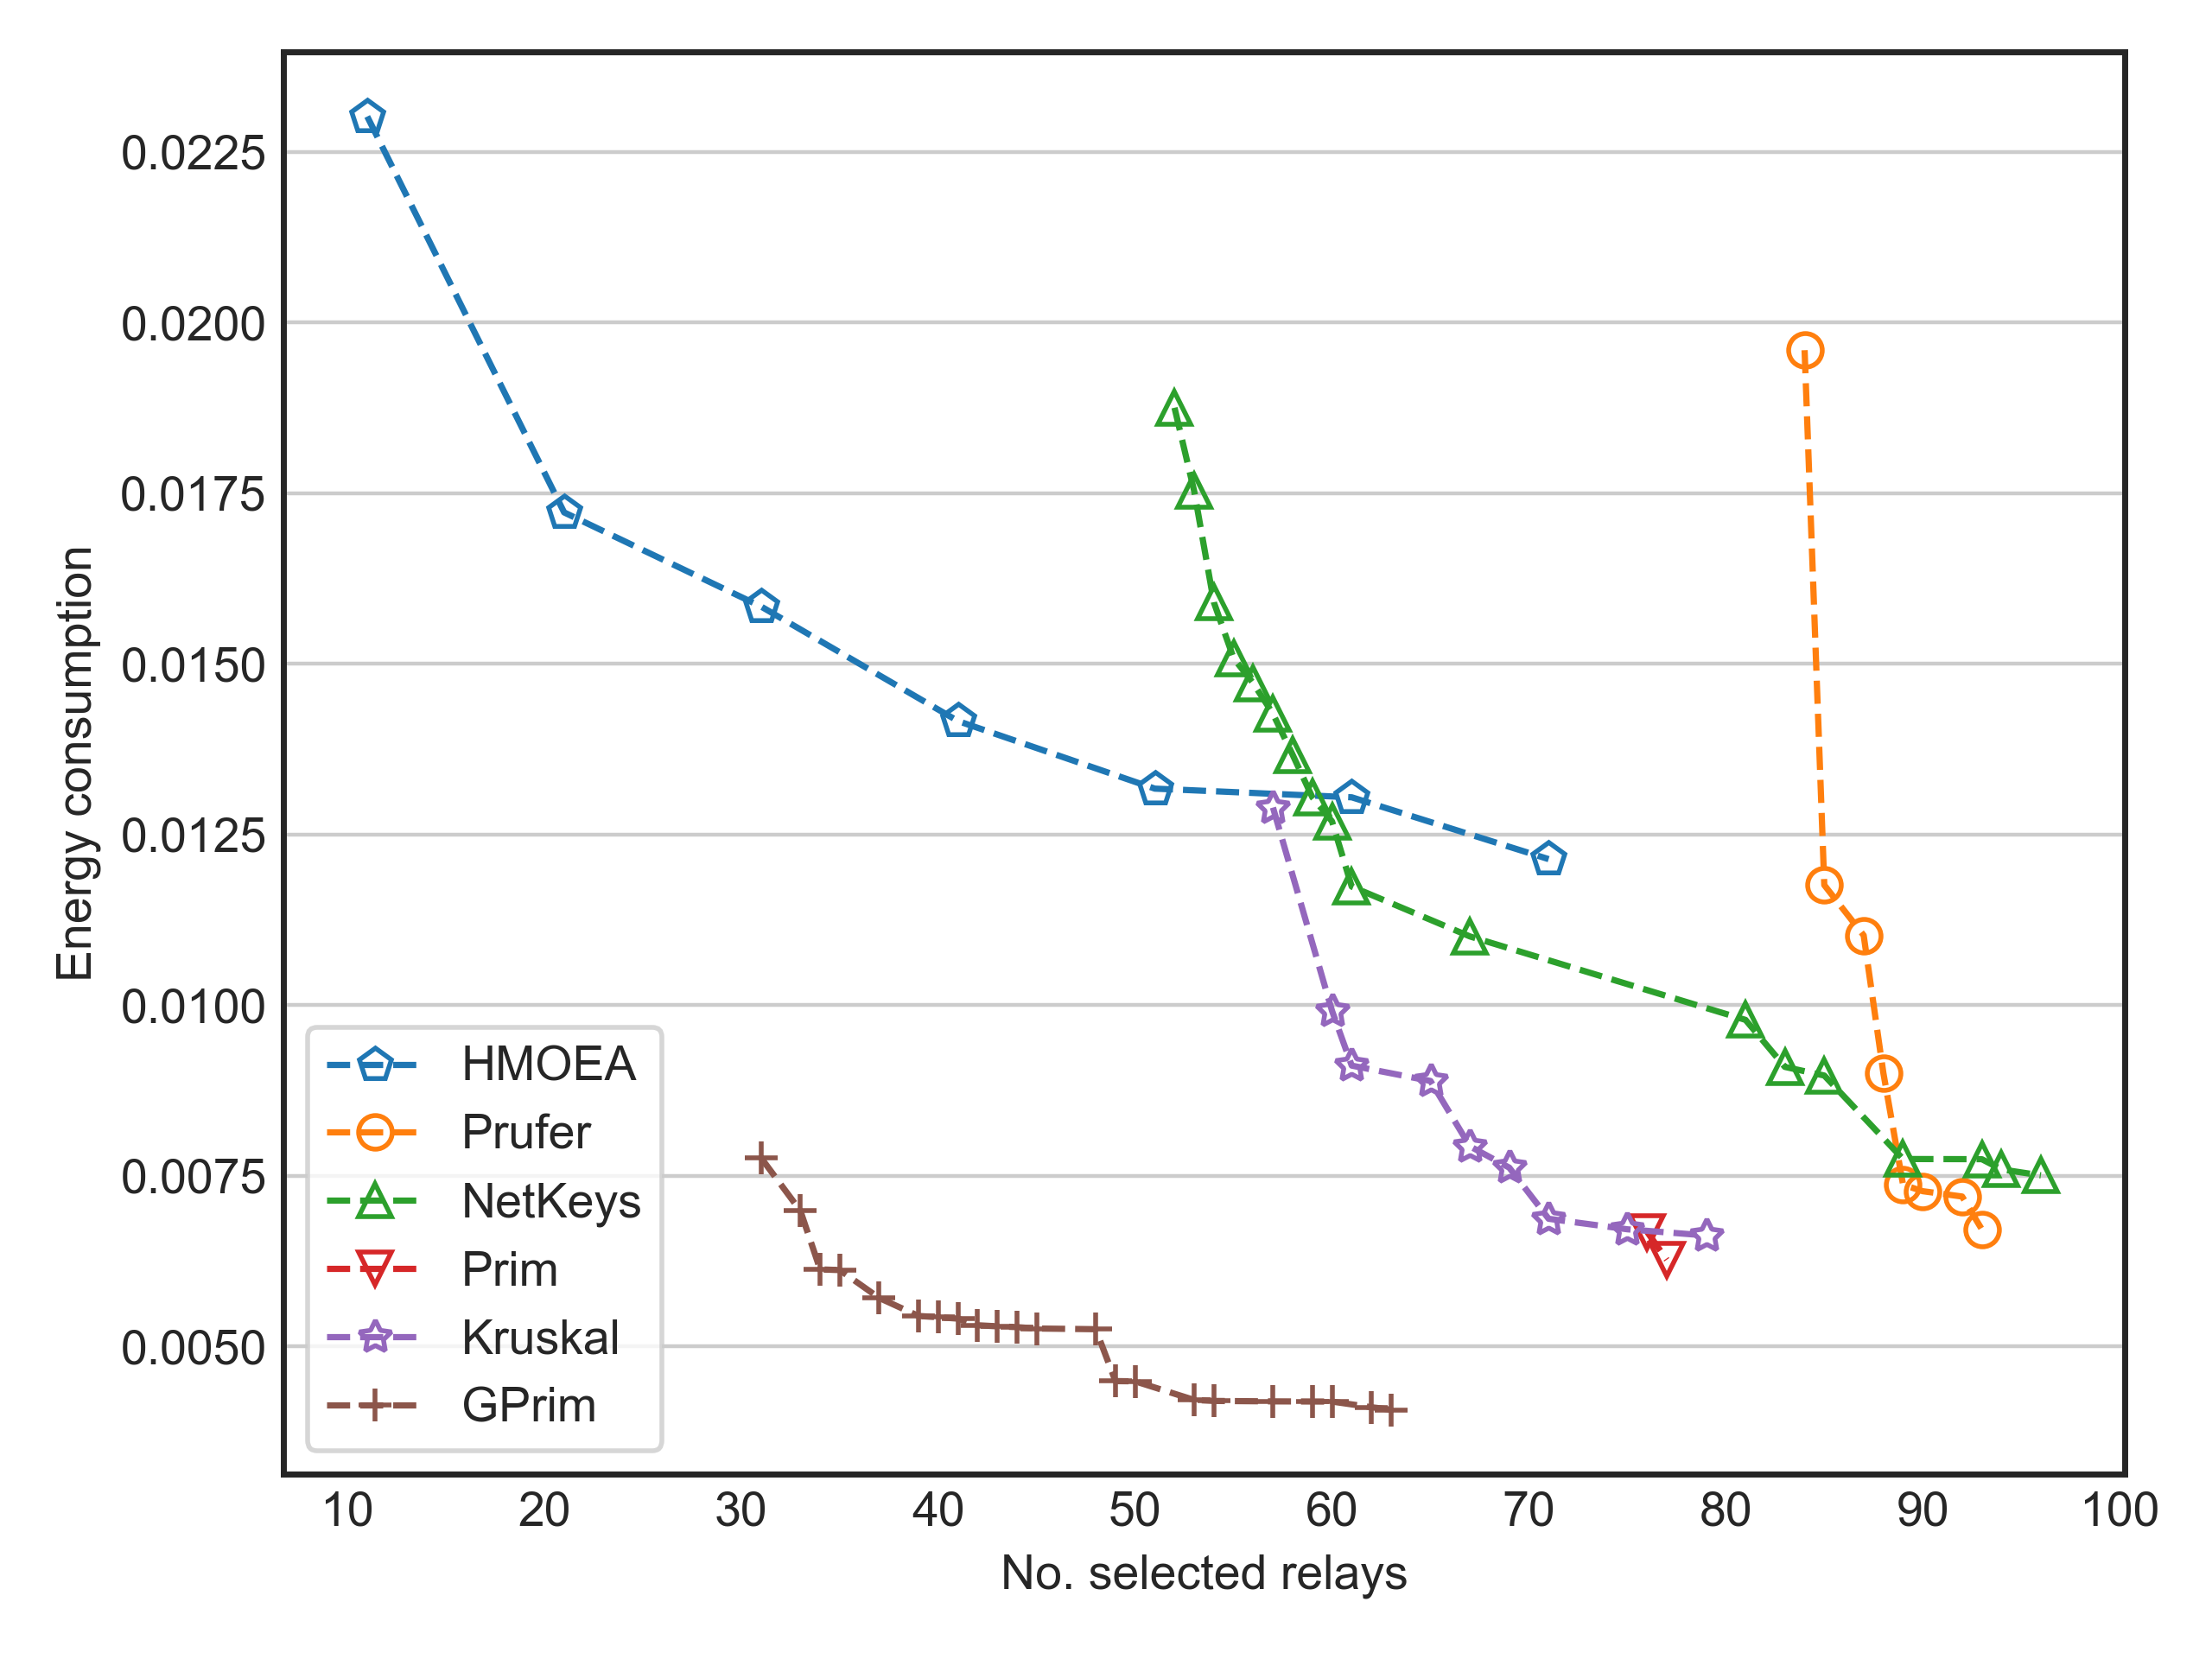 0.0225
0.0200
0.0175
0.0150
0.0125
0.0100
0.0075
0.0050
Energy consumption
HMOEA
Prufer
NetKeys
Prim
Kruskal
GPrim
10 20 30 40 50 60 70 80 90 100
No. selected relays